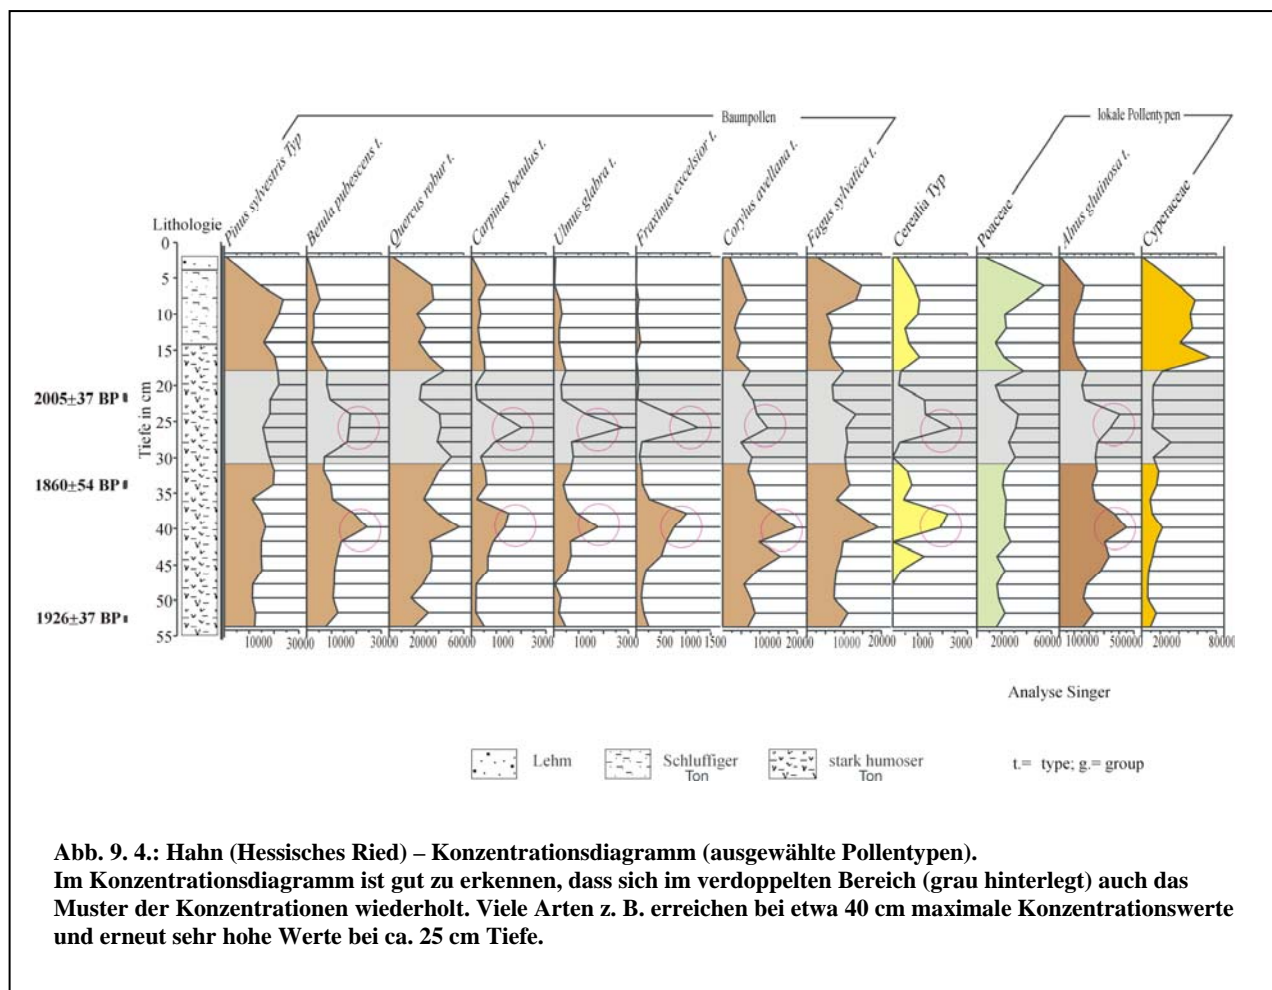 Baumpollen
lokale Pollentypen
Pinus sylvestris Typ
Betula pubescens t.
Quercus robur t.
Carpinus betulus t.
Ulmus glabra t.
Fraxinus excelsior t.
Corylus avellana t.
Fagus sylvatica t.
Cerealia Typ
Poaceae
Alnus glutinosa t.
Cyperaceae
Lithologie
Tiefe in cm
0
5
10
15
20
25
30
35
40
45
50
55
2005±37 BP
1860±54 BP
1926±37 BP
10000 30000
10000 3000
20000 60000
1000 3000
1000 3000
500 1000 1500
10000 20000
10000 20000
1000 3000
20000 60000
100000 500000
20000 80000
Analyse Singer
Lehm
Schluffiger
Ton
stark humoser
Ton
t.= type; g.= group
Abb. 9. 4.: Hahn (Hessisches Ried) – Konzentrationsdiagramm (ausgewählte Pollentypen).
Im Konzentrationsdiagramm ist gut zu erkennen, dass sich im verdoppelten Bereich (grau hinterlegt) auch das
Muster der Konzentrationen wiederholt. Viele Arten z. B. erreichen bei etwa 40 cm maximale Konzentrationswerte
und erneut sehr hohe Werte bei ca. 25 cm Tiefe.